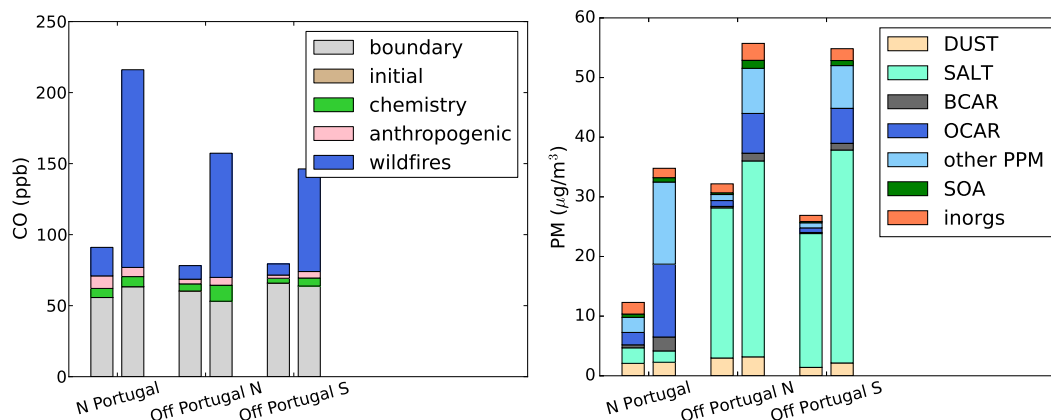 250
200
150
100
50
0
CO (ppb)
boundary
initial
chemistry
anthropogenic
wildfires
N Portugal
Off Portugal N
Off Portugal S
60
50
40
30
20
10
0
PM (μg/m³)
DUST
SALT
BCAR
OCAR
other PPM
SOA
inorgs
N Portugal
Off Portugal N
Off Portugal S